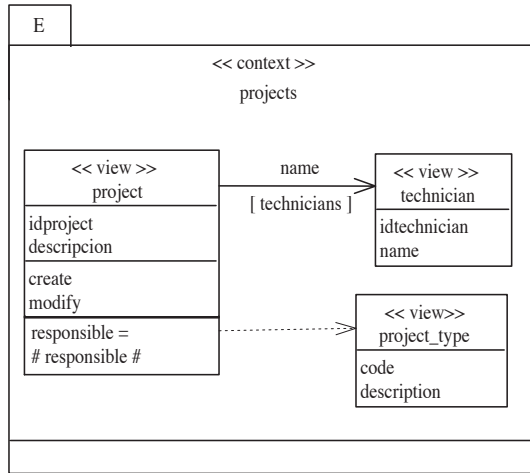 E
<< context >>
projects
<< view >>
project
idproject
descripcion
create
modify
responsible =
# responsible #
name
[ technicians ]
<< view >>
technician
idtechnician
name
<< view>>
project_type
code
description